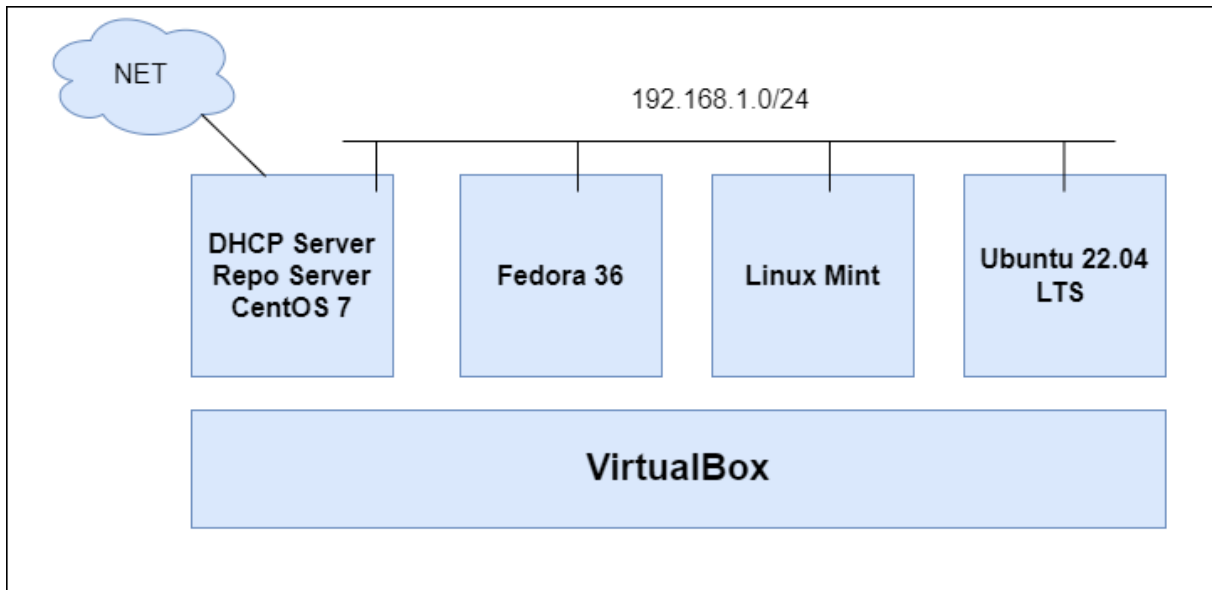 NET
192.168.1.0/24
DHCP Server
Repo Server
CentOS 7
Fedora 36
Linux Mint
Ubuntu 22.04
LTS
VirtualBox